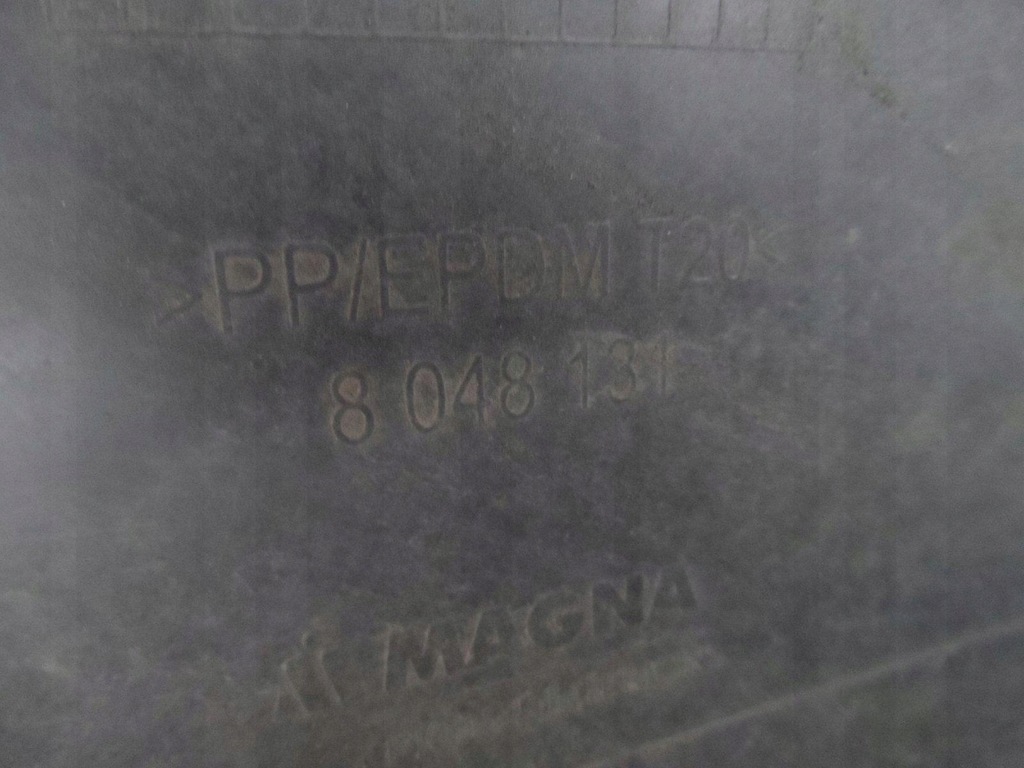 >PP/EPDM T20<
8 048 131
MAGNA